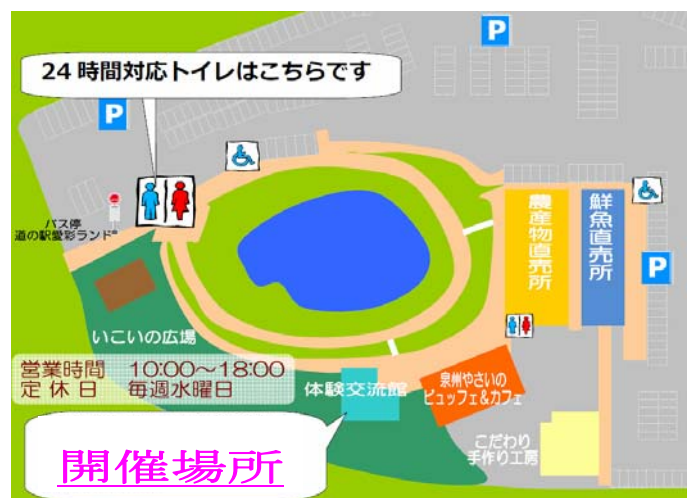 P
24時間対応トイレはこちらです
P
バス停
道の駅愛彩ランド
農産物直売所
鮮魚直売所
P
いこいの広場
営業時間 10:00～18:00
定休日 毎週水曜日
体験交流館
泉州やさいの
ビュッフェ&カフェ
こだわり
手作り工房
開催場所